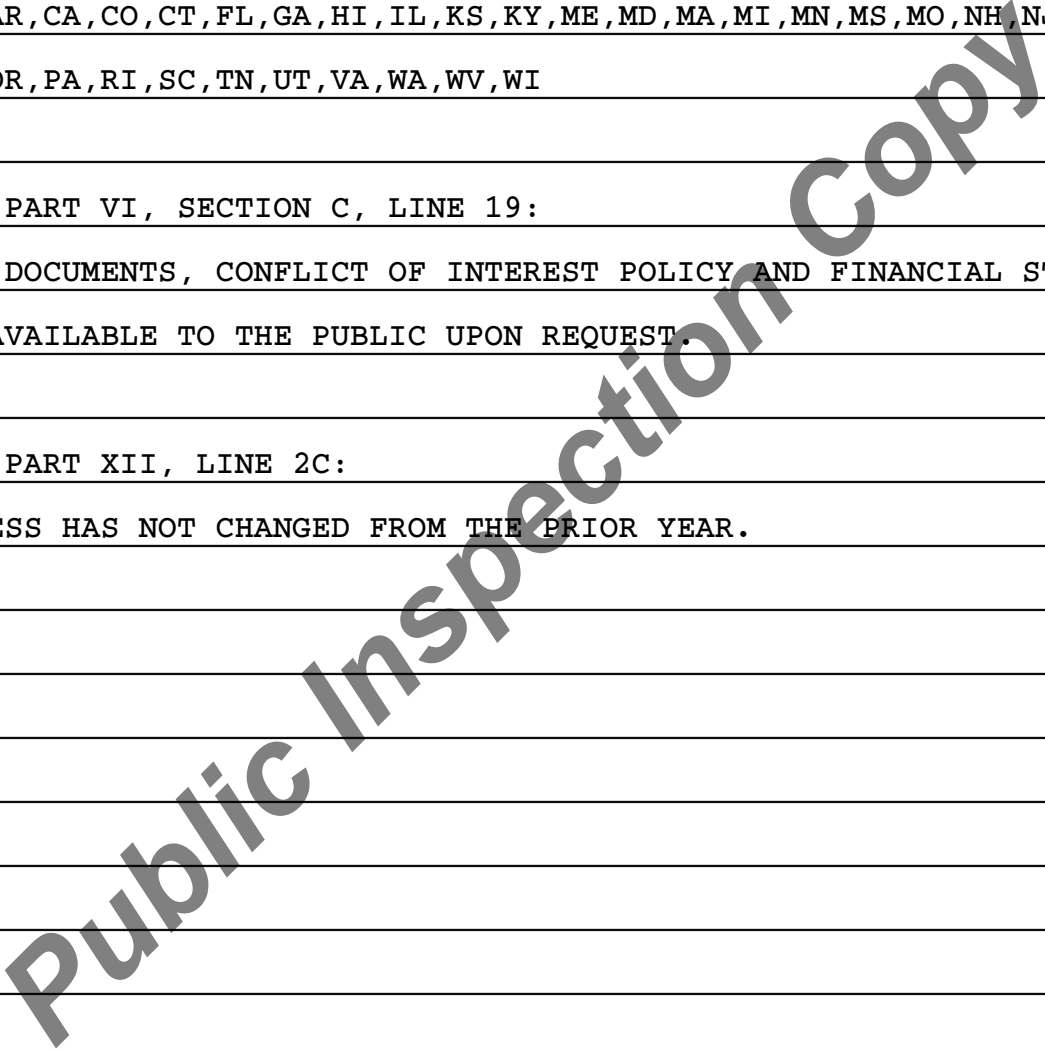 AR,CA,CO,CT,FL,GA,HI,IL,KS,KY,ME,MD,MA,MI,MN,MS,MO,NH,NJ
OR,PA,RI,SC,TN,UT,VA,WA,WV,WI
PART VI, SECTION C, LINE 19:
DOCUMENTS, CONFLICT OF INTEREST POLICY AND FINANCIAL ST
AVAILABLE TO THE PUBLIC UPON REQUEST.
PART XII, LINE 2C:
ESS HAS NOT CHANGED FROM THE PRIOR YEAR.
Public Inspection Copy